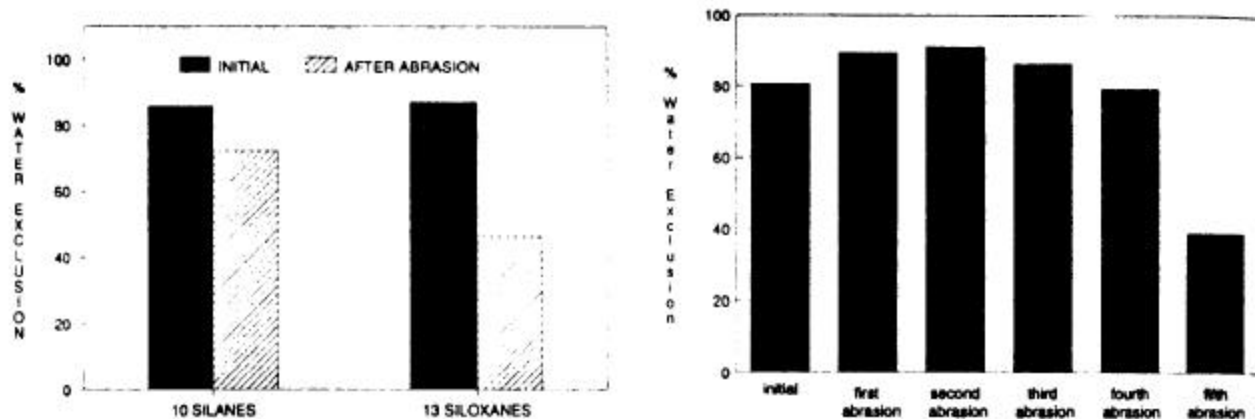 % WATER EXCLUSION
100
80
60
40
20
0
INITIAL
AFTER ABRASION
10 SILANES
13 SILOXANES
% Water Exclusion
100
80
60
40
20
0
initial
first abrasion
second abrasion
third abrasion
fourth abrasion
fifth abrasion